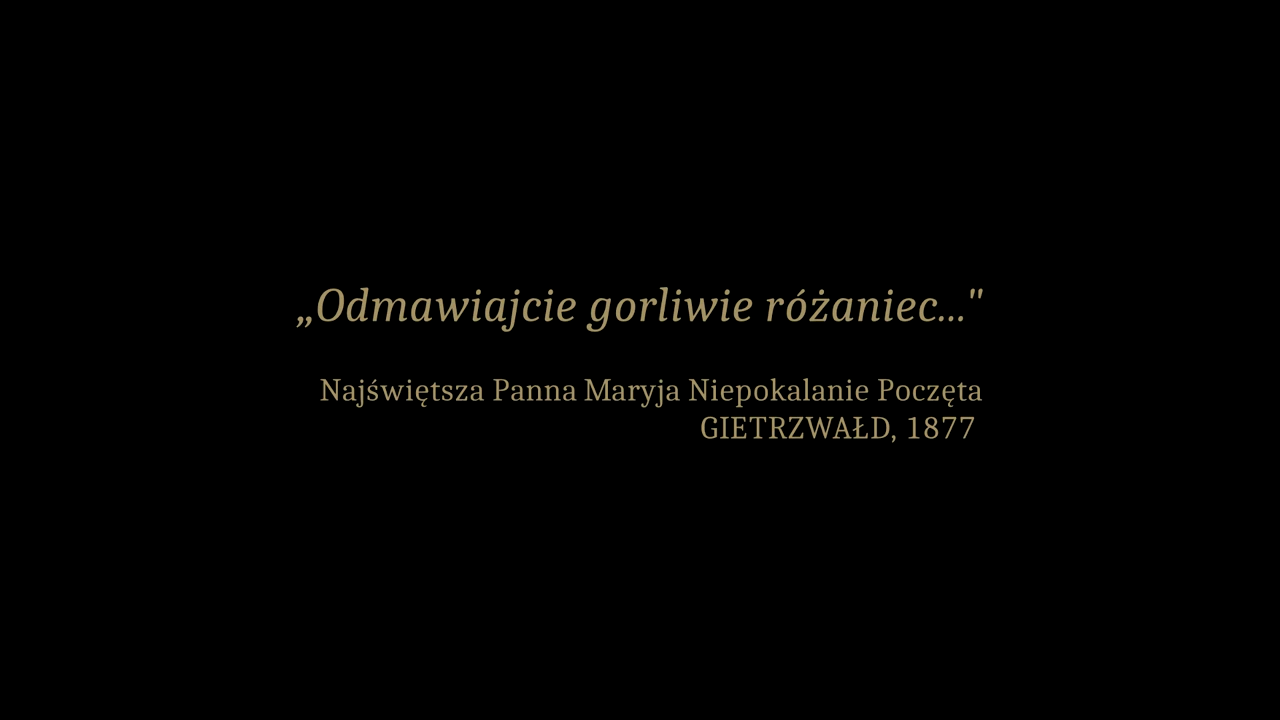 „Odmawiajcie gorliwie różaniec..."
Najświętsza Panna Maryja Niepokalanie Poczęta
GIETRZWAŁD, 1877